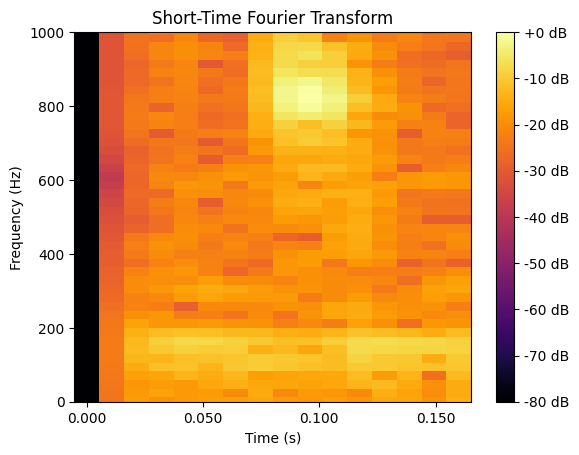 Short-Time Fourier Transform
1000
800
600
400
200
0
Frequency (Hz)
0.000
0.050
0.100
0.150
Time (s)
+0 dB
-10 dB
-20 dB
-30 dB
-40 dB
-50 dB
-60 dB
-70 dB
-80 dB